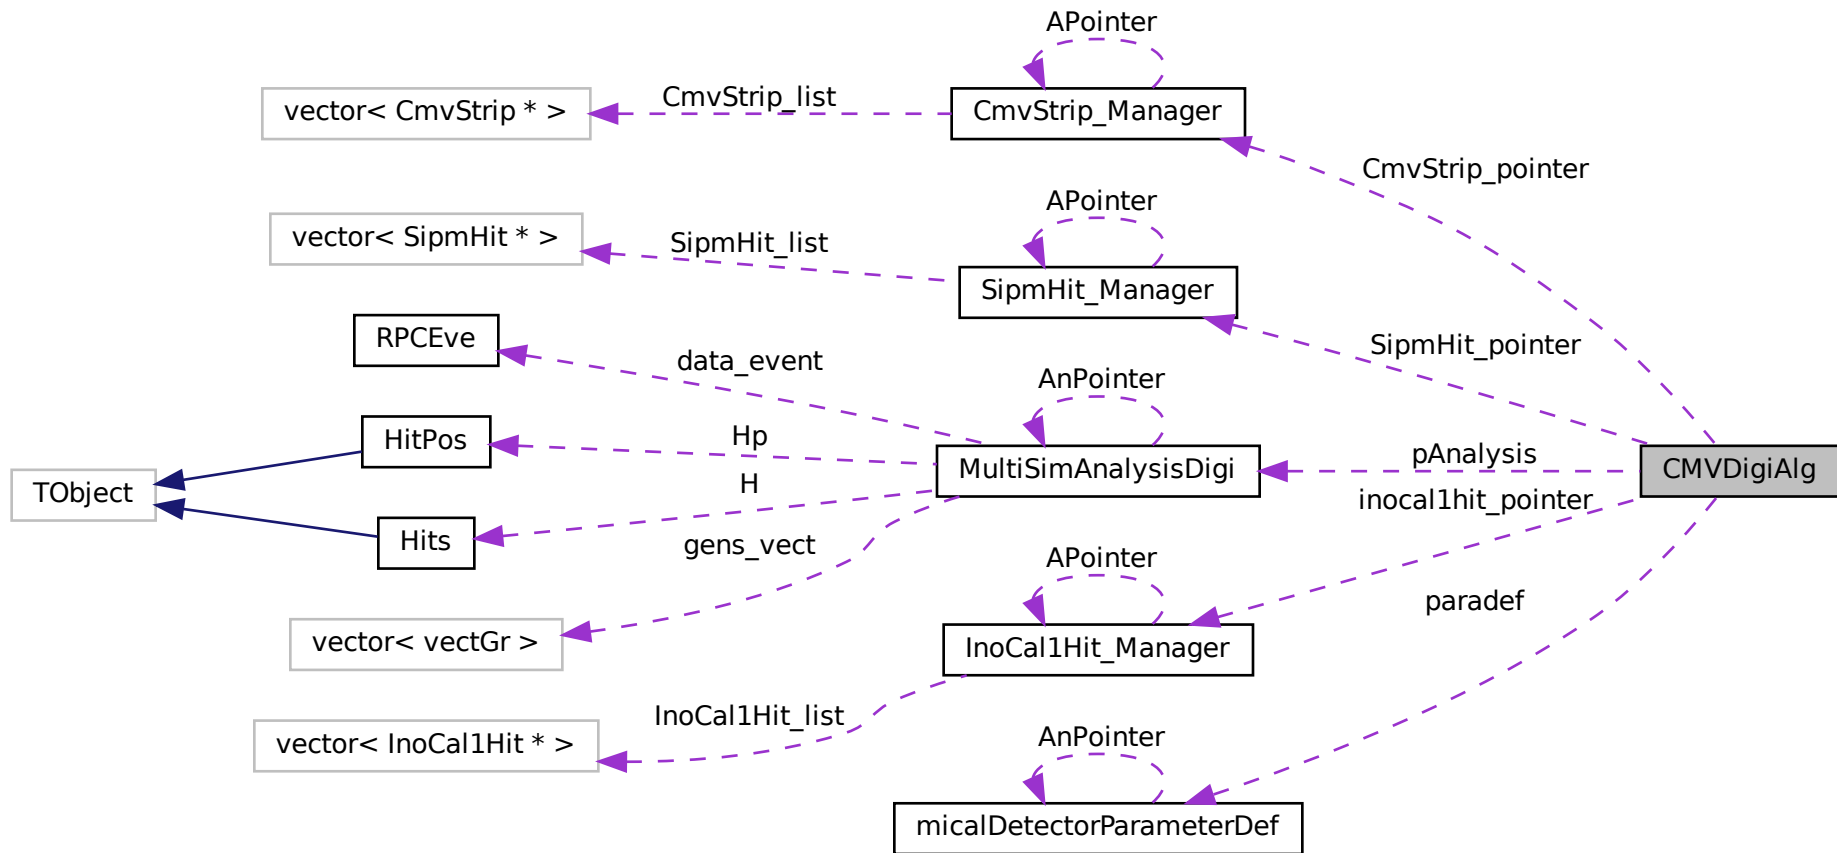 APointer
CmvStrip_list
vector< CmvStrip * >
CmvStrip_Manager
CmvStrip_pointer
APointer
vector< SipmHit * >
SipmHit_list
SipmHit_Manager
RPCEve
data_event
SipmHit_pointer
AnPointer
HitPos
Hp
MultiSimAnalysisDigi
pAnalysis
CMVDigiAlg
TObject
H
inocal1hit_pointer
Hits
gens_vect
APointer
paradef
vector< vectGr >
InoCal1Hit_Manager
InoCal1Hit_list
vector< InoCal1Hit * >
AnPointer
micalDetectorParameterDef